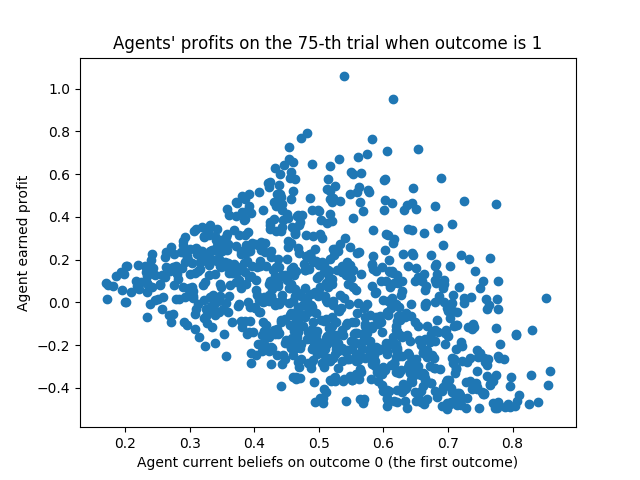 Agents' profits on the 75-th trial when outcome is 1
1.0
0.8
0.6
0.4
0.2
0.0
−0.2
−0.4
Agent earned profit
0.2 0.3 0.4 0.5 0.6 0.7 0.8
Agent current beliefs on outcome 0 (the first outcome)